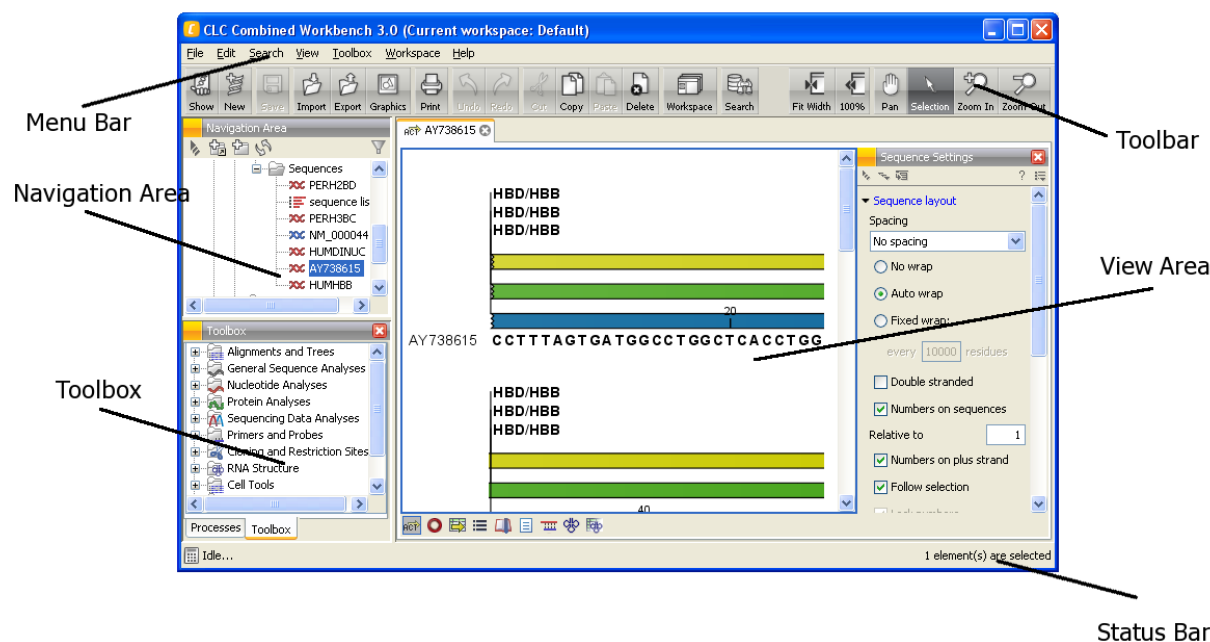 CLC Combined Workbench 3.0 (Current workspace: Default)
File Edit Search View Toolbox Workspace Help
Show New Save Import Export Graphics Print Undo Redo Cut Copy Paste Delete Workspace Search Fit Width 100% Pan Selection Zoom In Zoom Out
Menu Bar
Toolbar
Navigation Area
Navigation Area
Sequences
PERH2BD
sequence lis
PERH3BC
NM_000044
HUMDINUC
AY738615
HUMHBB
Toolbox
Toolbox
Alignments and Trees
General Sequence Analyses
Nucleotide Analyses
Protein Analyses
Sequencing Data Analyses
Primers and Probes
Cloning and Restriction Sites
RNA Structure
Cell Tools
Processes Toolbox
AY738615
HBD/HBB
HBD/HBB
HBD/HBB
20
AY738615 CCTTTAGTGATGGCCTGGCTCACCTGG
HBD/HBB
HBD/HBB
HBD/HBB
40
Sequence Settings
Sequence layout
Spacing
No spacing
No wrap
Auto wrap
Fixed wrap:
every 10000 residues
Double stranded
Numbers on sequences
Relative to 1
Numbers on plus strand
Follow selection
View Area
Idle...
1 element(s) are selected
Status Bar